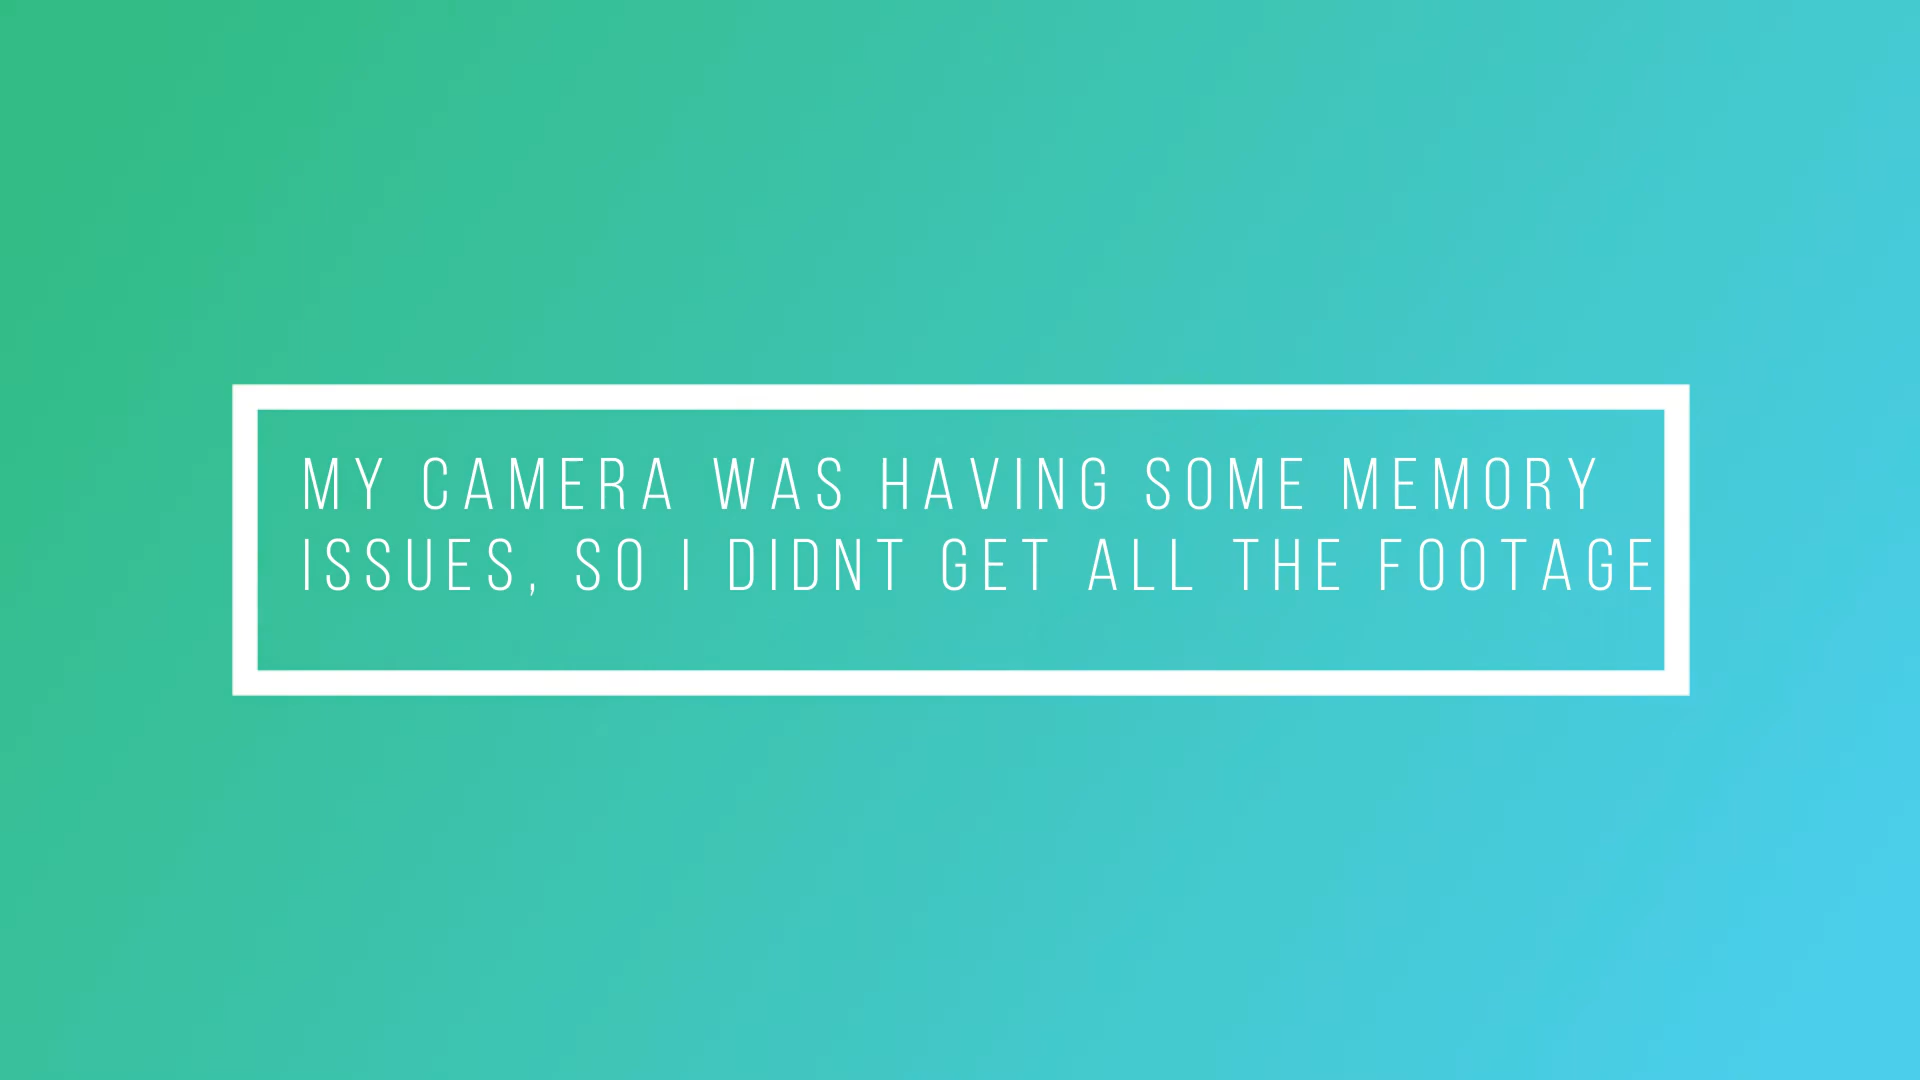 MY CAMERA WAS HAVING SOME MEMORY
ISSUES, SO I DIDNT GET ALL THE FOOTAGE